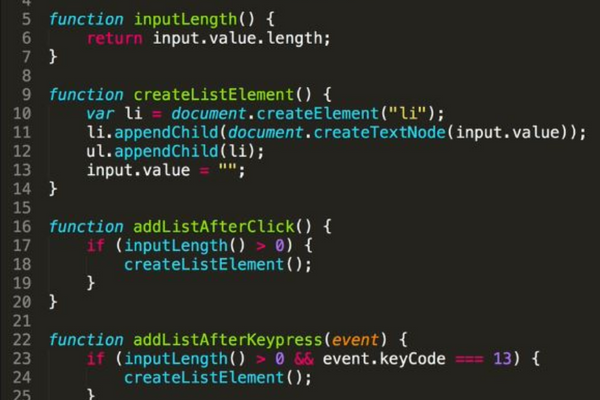 4
5 function inputLength() {
6     return input.value.length;
7 }
8
9 function createListElement() {
10     var li = document.createElement("li");
11     li.appendChild(document.createTextNode(input.value));
12     ul.appendChild(li);
13     input.value = "";
14 }
15
16 function addListAfterClick() {
17     if (inputLength() > 0) {
18         createListElement();
19     }
20 }
21
22 function addListAfterKeypress(event) {
23     if (inputLength() > 0 && event.keyCode === 13) {
24         createListElement();
25     }